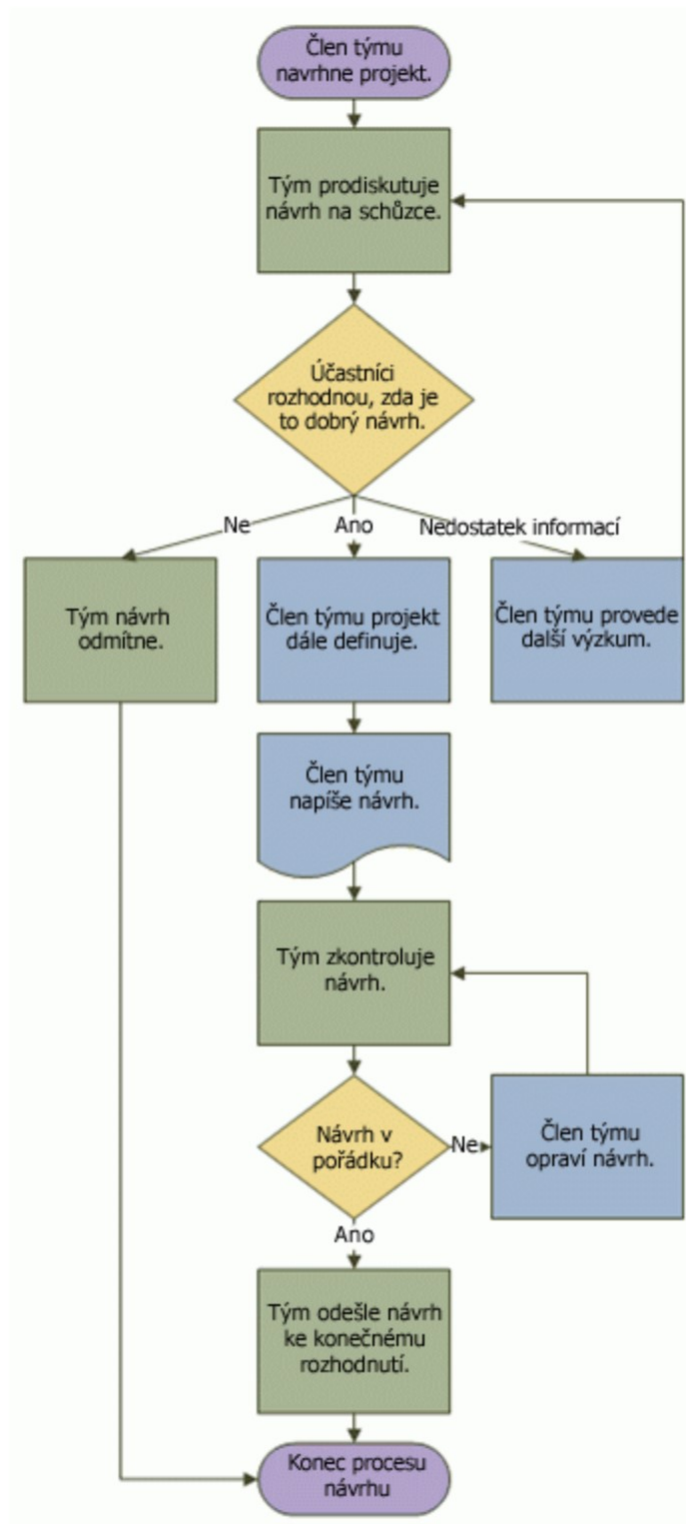 Člen týmu
navrhne projekt.
Tým prodiskutuje
návrh na schůzce.
Účastníci
rozhodnou, zda je
to dobrý návrh.
Ne
Ano
Nedostatek informací
Tým návrh
odmítne.
Člen týmu projekt
dále definuje.
Člen týmu provede
další výzkum.
Člen týmu
napíše návrh.
Tým zkontroluje
návrh.
Návrh v
pořádku?
Ne
Člen týmu
opraví návrh.
Ano
Tým odešle návrh
ke konečnému
rozhodnutí.
Konec procesu
návrhu